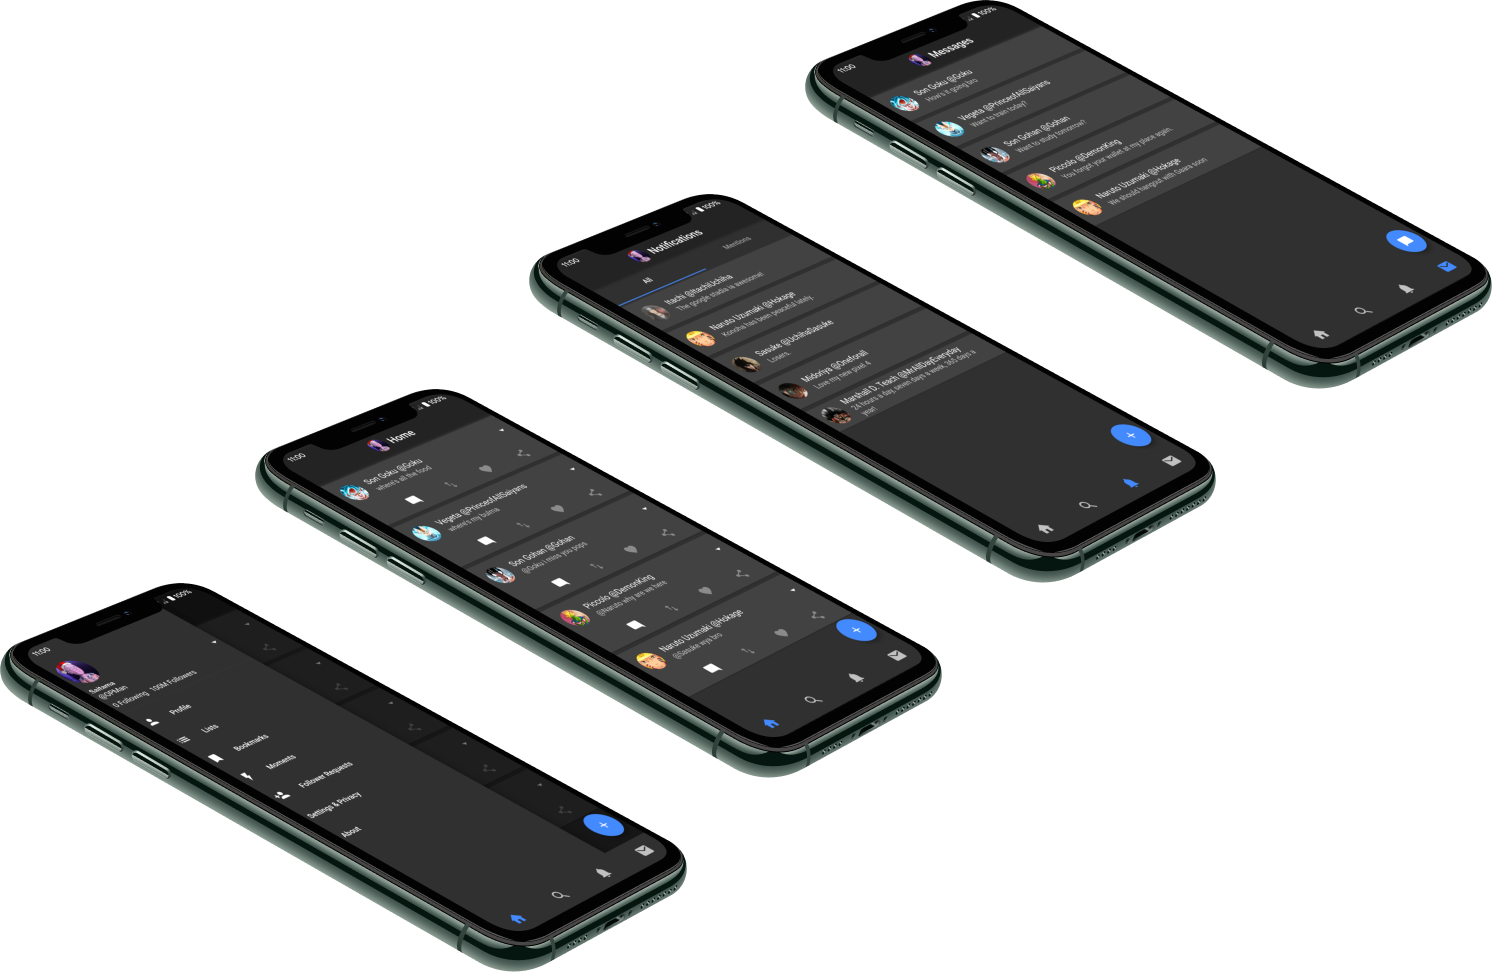 11:00
100%
Saitama
@OPMan
0 Following 100M Followers
Profile
Lists
Bookmarks
Moments
Follower Requests
Settings & Privacy
About
11:00
100%
Home
Son Goku @Goku
where's all the food
Vegeta @PrinceofAllSaiyans
where's my bulma
Son Gohan @Gohan
@Goku i miss you pops
Piccolo @DemonKing
@Naruto why are we here
Naruto Uzumaki @Hokage
@Sasuke wya bro
11:00
100%
Notifications
All
Mentions
Itachi @ItachiUchiha
The google stadia is awesome!
Naruto Uzumaki @Hokage
Konoha has been peaceful lately.
Sasuke @UchihaSasuke
Losers.
Midoriya @Oneforall
Love my new pixel 4
Marshall D. Teach @MrAllDayEveryday
24 hours a day, seven days a week, 365 days a
year!
11:00
100%
Messages
Son Goku @Goku
How's it going bro
Vegeta @PrinceofAllSaiyans
Want to train today?
Son Gohan @Gohan
Want to study tomorrow?
Piccolo @DemonKing
You forgot your wallet at my place again.
Naruto Uzumaki @Hokage
We should hangout with Gaara soon